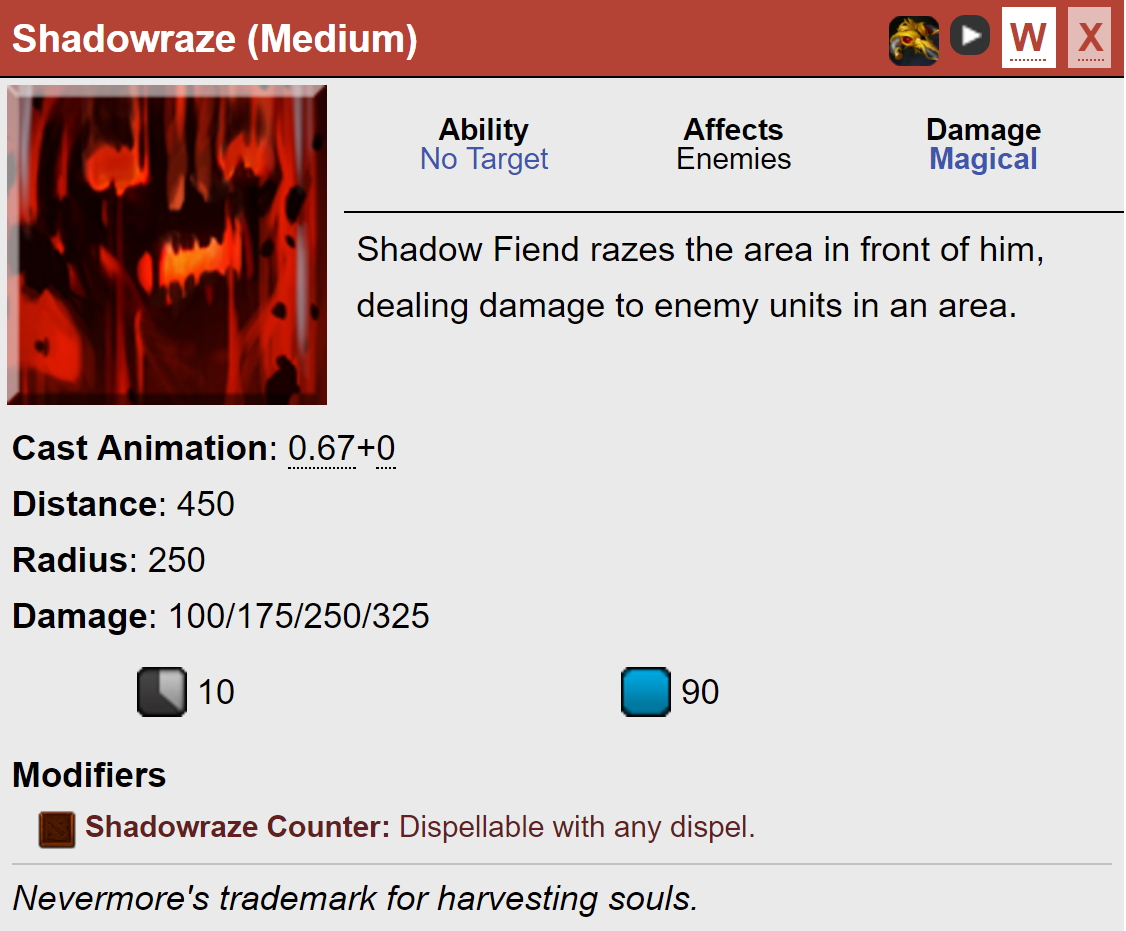 Shadowraze (Medium) W X
Ability Affects Damage
No Target Enemies Magical
Shadow Fiend razes the area in front of him,
dealing damage to enemy units in an area.
Cast Animation: 0.67+0
Distance: 450
Radius: 250
Damage: 100/175/250/325
10 90
Modifiers
Shadowraze Counter: Dispellable with any dispel.
Nevermore's trademark for harvesting souls.